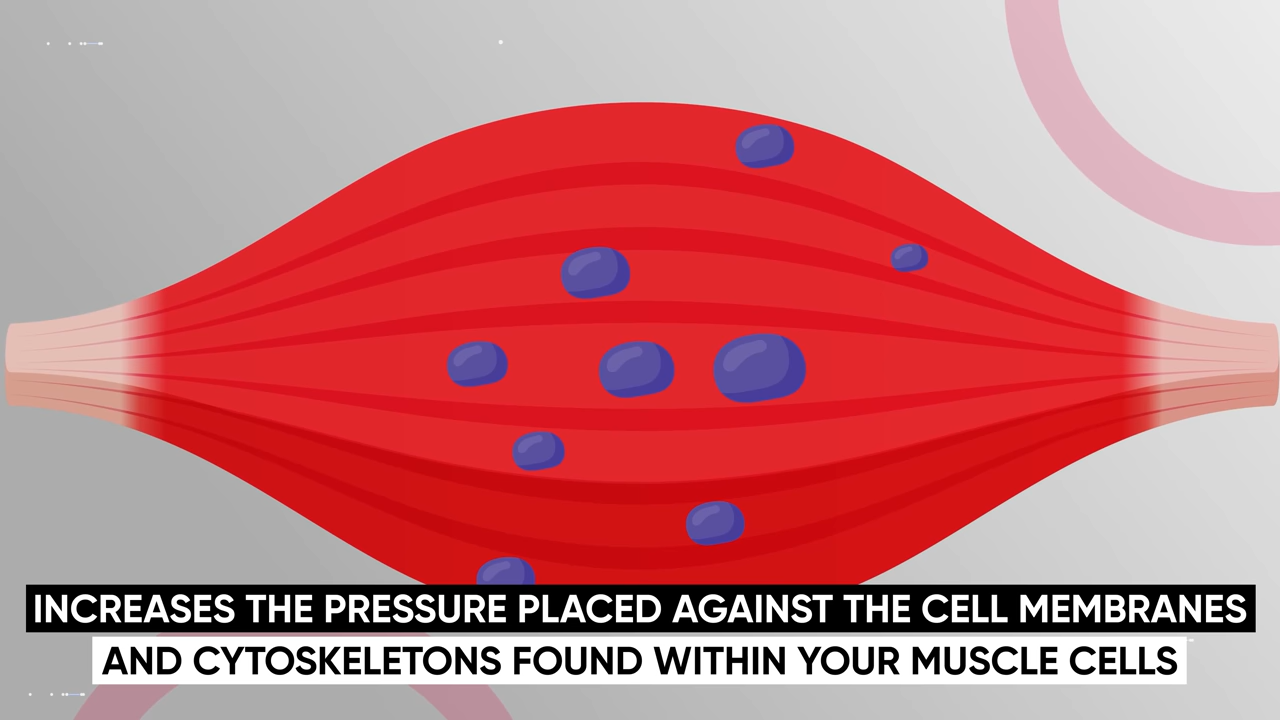 INCREASES THE PRESSURE PLACED AGAINST THE CELL MEMBRANES
AND CYTOSKELETONS FOUND WITHIN YOUR MUSCLE CELLS